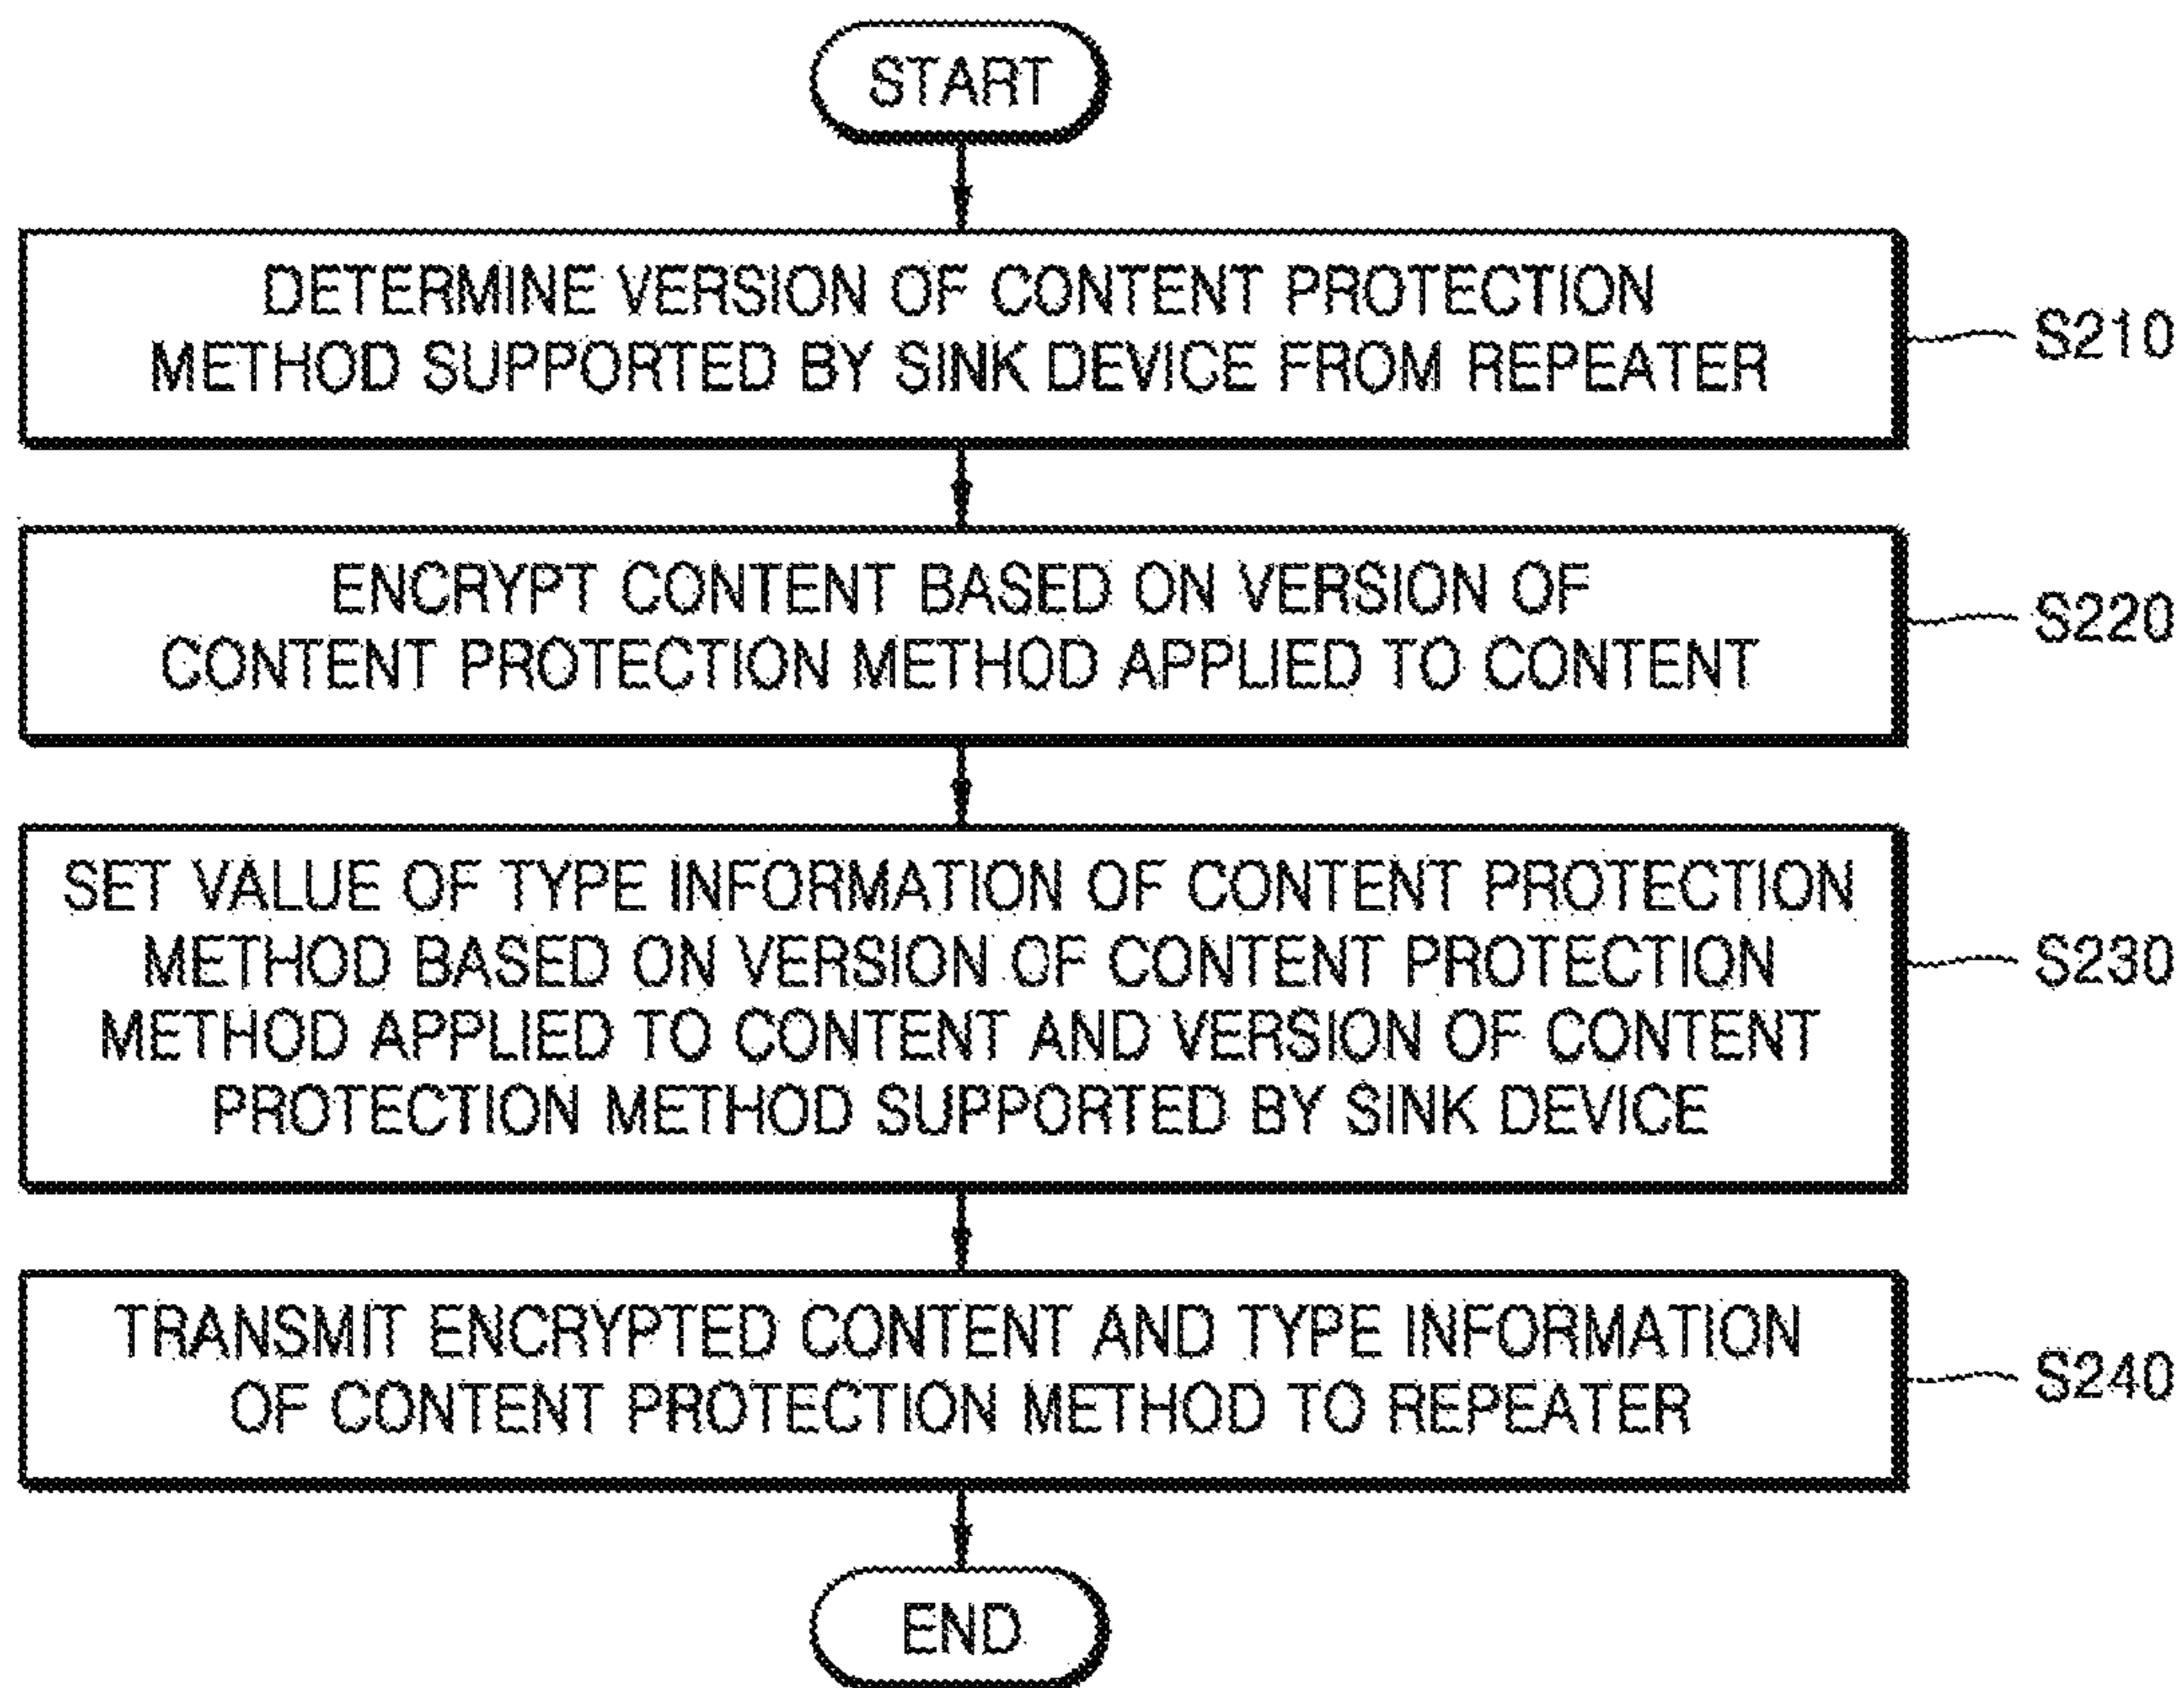 START
DETERMINE VERSION OF CONTENT PROTECTION
METHOD SUPPORTED BY SINK DEVICE FROM REPEATER
S210
ENCRYPT CONTENT BASED ON VERSION OF
CONTENT PROTECTION METHOD APPLIED TO CONTENT
S220
SET VALUE OF TYPE INFORMATION OF CONTENT PROTECTION
METHOD BASED ON VERSION OF CONTENT PROTECTION
METHOD APPLIED TO CONTENT AND VERSION OF CONTENT
PROTECTION METHOD SUPPORTED BY SINK DEVICE
S230
TRANSMIT ENCRYPTED CONTENT AND TYPE INFORMATION
OF CONTENT PROTECTION METHOD TO REPEATER
S240
END